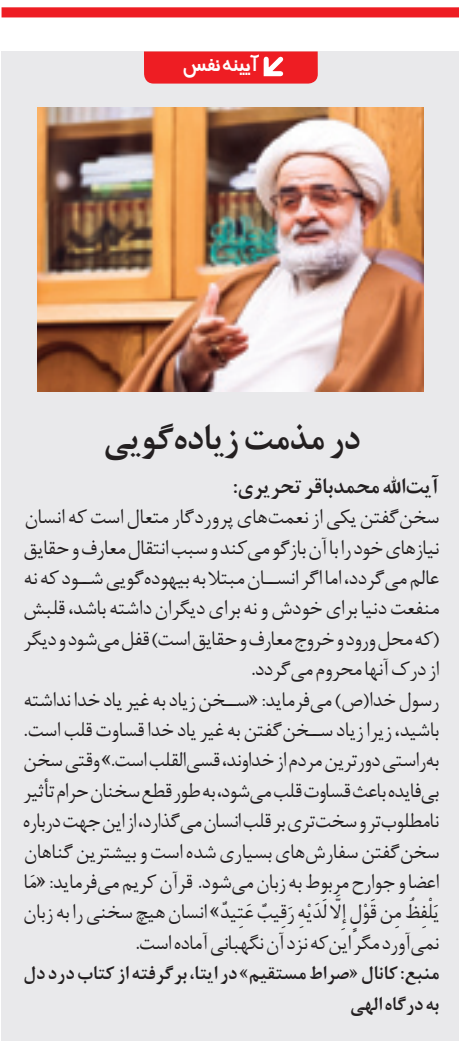 آیینه نفس
در مذمت زیاده‌گویی
آیت‌الله محمدباقر تحریری:
سخن گفتن یکی از نعمت‌های پروردگار متعال است که انسان
نیازهای خود را با آن بازگو می‌کند و سبب انتقال معارف و حقایق
عالم می‌گردد، اما اگر انسان مبتلا به بیهوده‌گویی شود که نه
منفعت دنیا برای خودش و نه برای دیگران داشته باشد، قلبش
(که محل ورود و خروج معارف و حقایق است) قفل می‌شود و دیگر
از درک آنها محروم می‌گردد.
رسول خدا(ص) می‌فرماید: «سخن زیاد به غیر یاد خدا نداشته
باشید، زیرا زیاد سخن گفتن به غیر یاد خدا قساوت قلب است.
به‌راستی دورترین مردم از خداوند، قسی‌القلب است.» وقتی سخن
بی‌فایده باعث قساوت قلب می‌شود، به طور قطع سخنان حرام تأثیر
نامطلوب‌تر و سخت‌تری بر قلب انسان می‌گذارد، از این جهت درباره
سخن گفتن سفارش‌های بسیاری شده است و بیشترین گناهان
اعضا و جوارح مربوط به زبان می‌شود. قرآن کریم می‌فرماید: «مَا
یَلْفِظُ مِن قَوْلٍ إِلَّا لَدَیْهِ رَقِیبٌ عَتِیدٌ» انسان هیچ سخنی را به زبان
نمی‌آورد مگر این‌که نزد آن نگهبانی آماده است.
منبع: کانال «صراط مستقیم» در ایتا، برگرفته از کتاب درد دل
به درگاه الهی